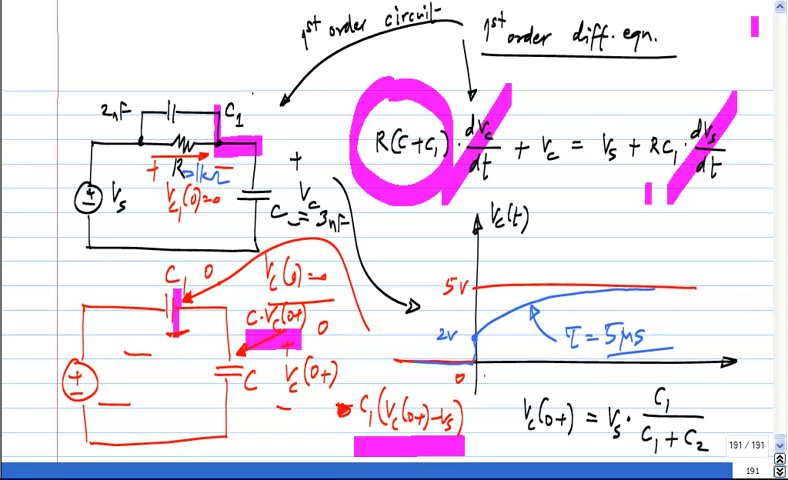 1st order circuit
1st order diff. eqn.
2nF
C₁
R(C+C₁) · dVc/dt + Vc = Vs + RC₁ · dVs/dt
+ R=1kΩ −
Vs
Vc₁(0)=0
+
Vc
C = 3nF
Vc(t)
5V
2V
τ = 5μs
0
C₁ 0
Vc(0)=0
C·Vc(0+) 0
+
C Vc(0+)
−
C₁(Vc(0+)−Vs)
Vc(0+) = Vs · C₁/(C₁+C₂)
191 / 191
191